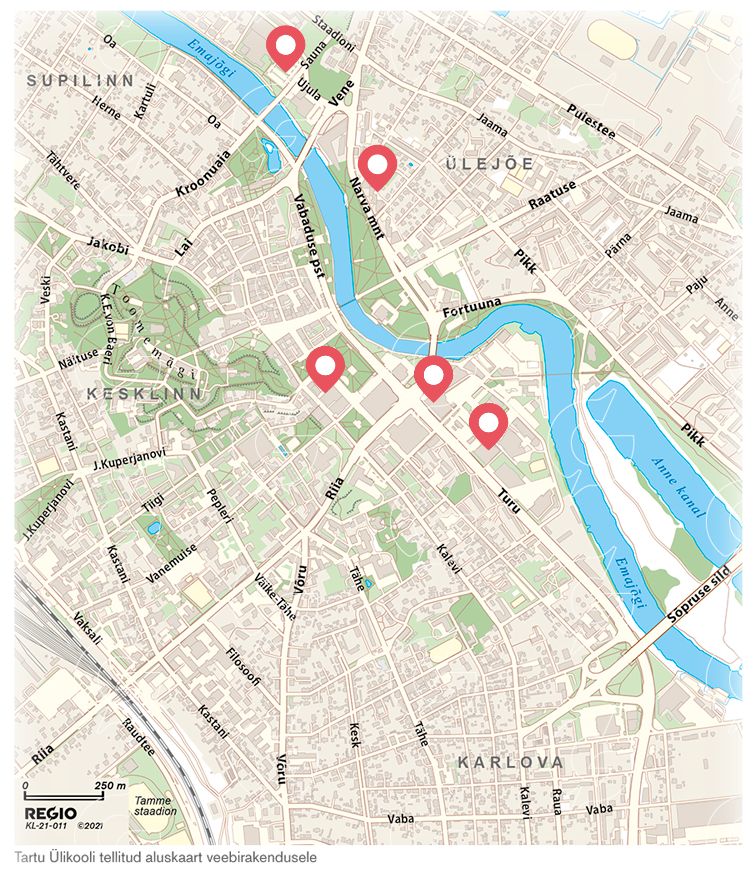 Staadioni
Sauna
Oa
Emajõgi
SUPILINN
Ujula
Vene
Kartuli
Herne
Oa
Jaama
Puiestee
Tähtvere
Kroonuaia
ÜLEJÕE
Narva mnt
Raatuse
Jaama
Vabaduse pst
Jakobi
Lai
Pikk
Pärna
Veski
Toomemägi
K.E.von Baeri
Paju
Anne
Fortuuna
Näituse
KESKLINN
Kastani
Pikk
J.Kuperjanovi
Anne kanal
J.Kuperjanovi
Riia
Tiigi
Pepleri
Turu
Kastani
Vanemuise
Kalevi
Väike-Tähe
Võru
Tähe
Emajõgi
Sõpruse sild
Vaksali
Filosoofi
Kastani
Raudtee
Riia
Kesk
Tähe
Võru
KARLOVA
0 250 m
REGIO
KL-21-011 ©2021
Tamme
staadion
Kalevi
Raua
Vaba
Vaba
Tartu Ülikooli tellitud aluskaart veebirakendusele